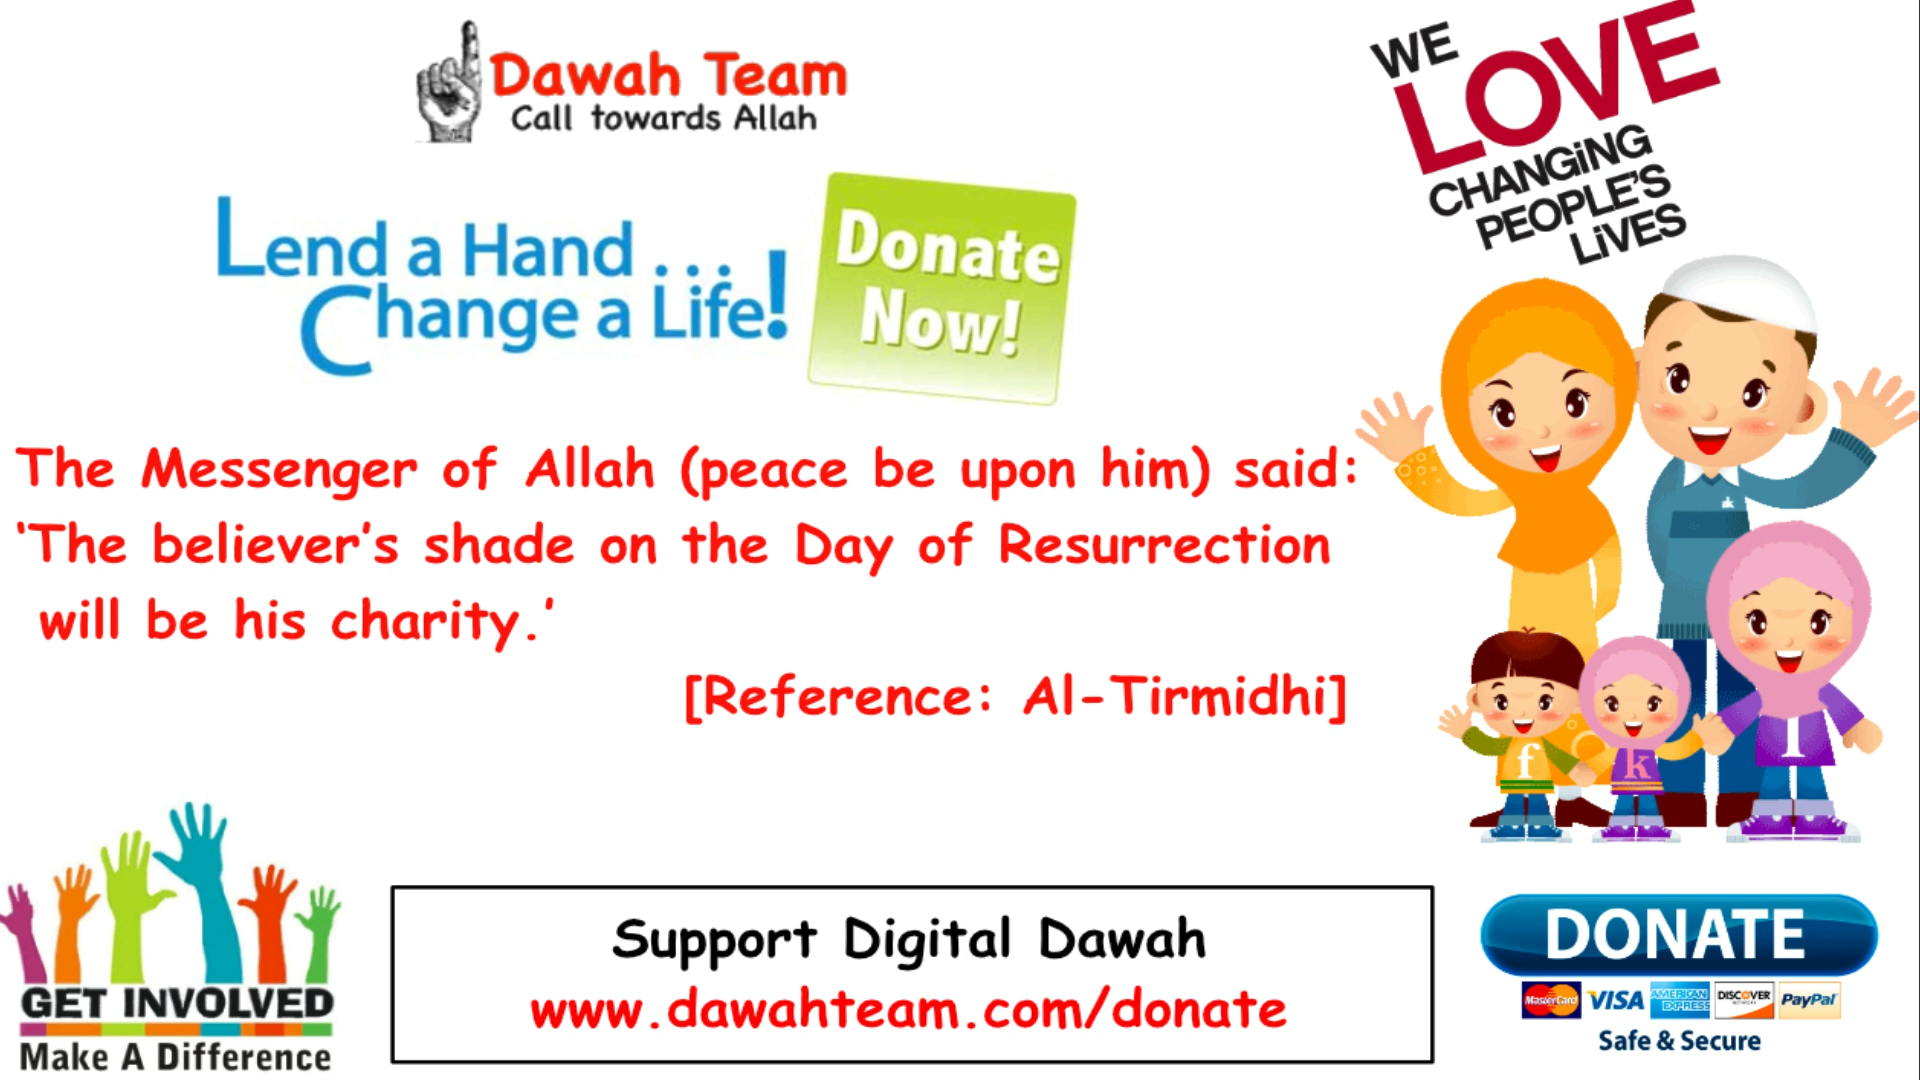 Dawah Team
Call towards Allah
WE
LOVE
CHANGiNG
PEOPLE'S
LiVES
Lend a Hand ...
Change a Life!
Donate
Now!
The Messenger of Allah (peace be upon him) said:
‘The believer’s shade on the Day of Resurrection
will be his charity.’
[Reference: Al-Tirmidhi]
f
k
l
GET INVOLVED
Make A Difference
Support Digital Dawah
www.dawahteam.com/donate
DONATE
MasterCard VISA AMERICAN EXPRESS DISCOVER NETWORK PayPal
Safe & Secure